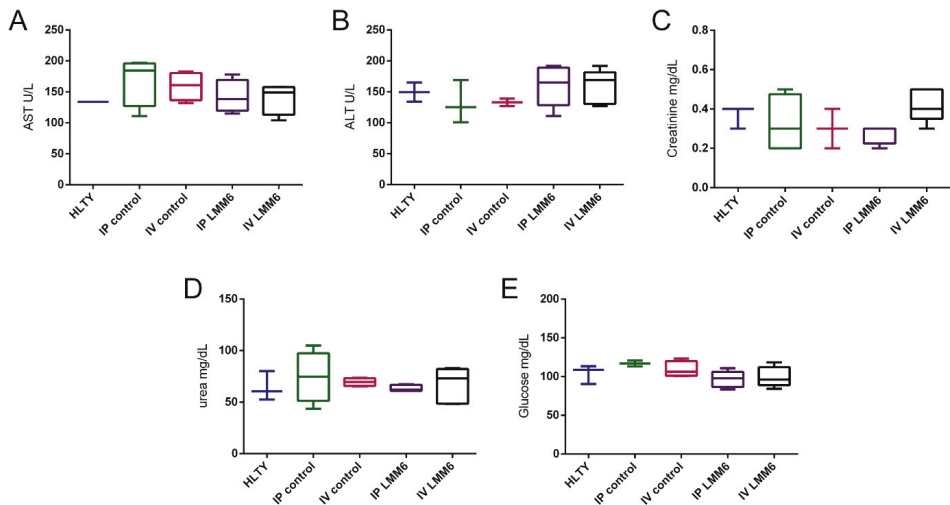 A
AST U/L
250
200
150
100
50
0
HLTY
IP control
IV control
IP LMM6
IV LMM6
B
ALT U/L
250
200
150
100
50
0
HLTY
IP control
IV control
IP LMM6
IV LMM6
C
Creatinine mg/dL
0.8
0.6
0.4
0.2
0.0
HLTY
IP control
IV control
IP LMM6
IV LMM6
D
urea mg/dL
150
100
50
0
HLTY
IP control
IV control
IP LMM6
IV LMM6
E
Glucose mg/dL
200
150
100
50
0
HLTY
IP control
IV control
IP LMM6
IV LMM6